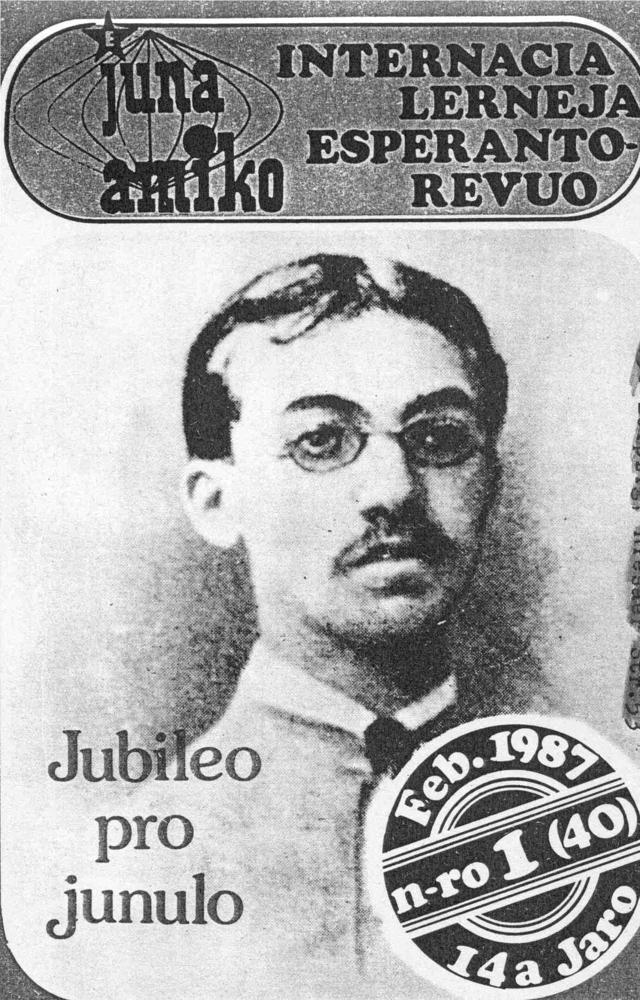 E
juna
amiko
INTERNACIA
LERNEJA
ESPERANTO-
REVUO
Jubileo
pro
junulo
Feb. 1987
n-ro 1 (40)
14a Jaro